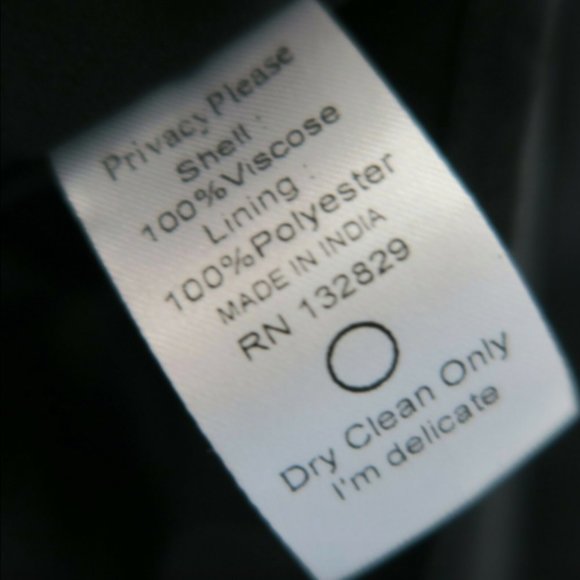 Privacy Please
Shell :
100%Viscose
Lining :
100%Polyester
MADE IN INDIA
RN 132829
Dry Clean Only
I'm delicate